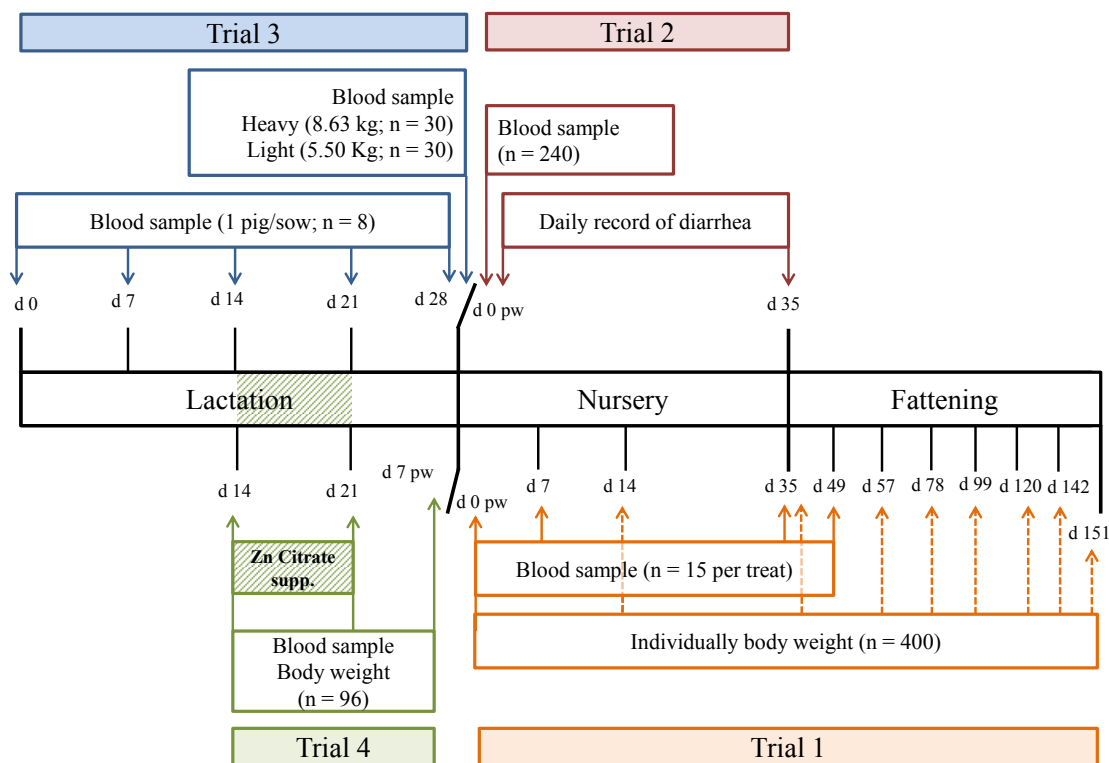 Trial 3
Trial 2
Blood sample
Heavy (8.63 kg; n = 30)
Light (5.50 Kg; n = 30)
Blood sample
(n = 240)
Blood sample (1 pig/sow; n = 8)
Daily record of diarrhea
d 0
d 7
d 14
d 21
d 28
d 0 pw
d 35
Lactation
Nursery
Fattening
d 14
d 21
d 7 pw
d 0 pw
d 7
d 14
d 35
d 49
d 57
d 78
d 99
d 120
d 142
d 151
Zn Citrate
supp.
Blood sample (n = 15 per treat)
Blood sample
Body weight
(n = 96)
Individually body weight (n = 400)
Trial 4
Trial 1